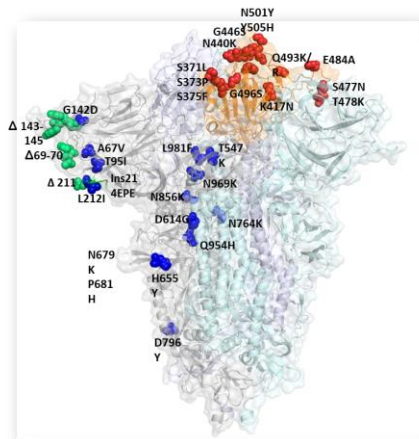 N501Y
G446S Y505H
N440K
S371L
Q493K/
R
E484A
S373P
S375F
G496S
S477N
K417N
T478K
G142D
Δ 143-
145
Δ69-70
A67V
T95I
L981F
T547
K
Δ 211
Ins21
4EPE
N969K
L212I
N856K
D614G
N764K
Q954H
N679
K
P681
H
H655
Y
D796
Y